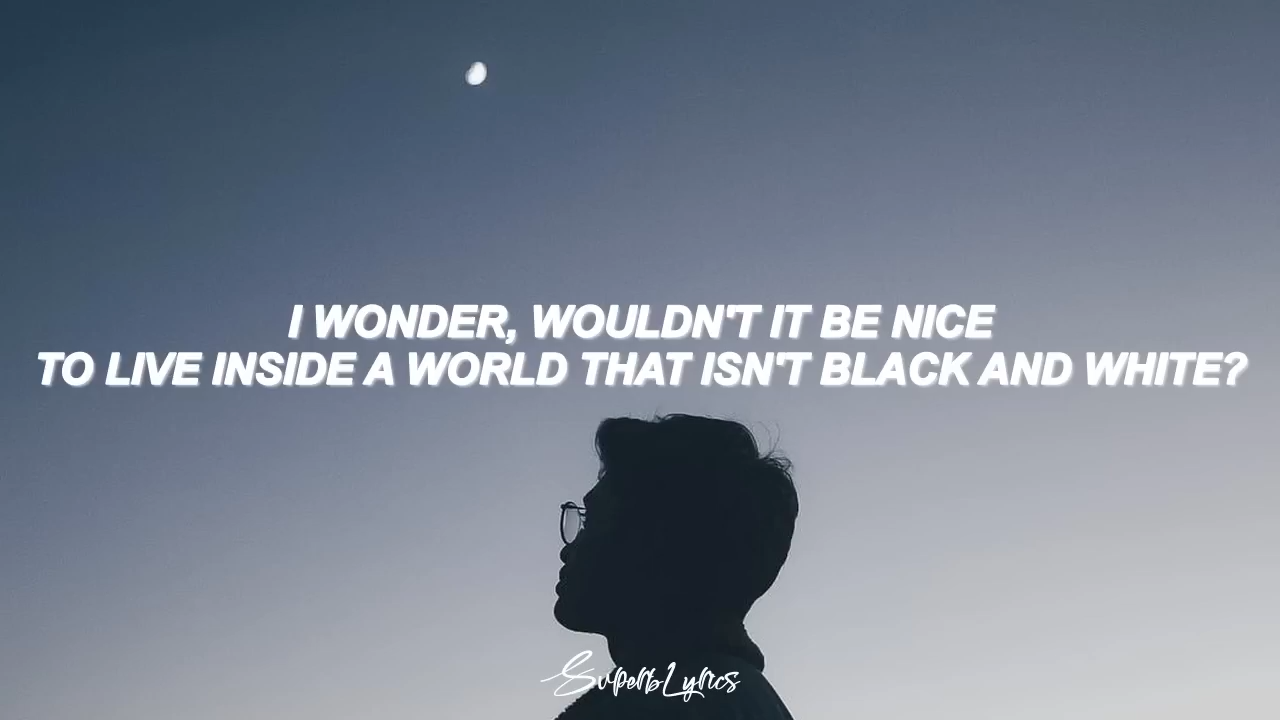 I WONDER, WOULDN'T IT BE NICE
TO LIVE INSIDE A WORLD THAT ISN'T BLACK AND WHITE?
SuperbLyrics